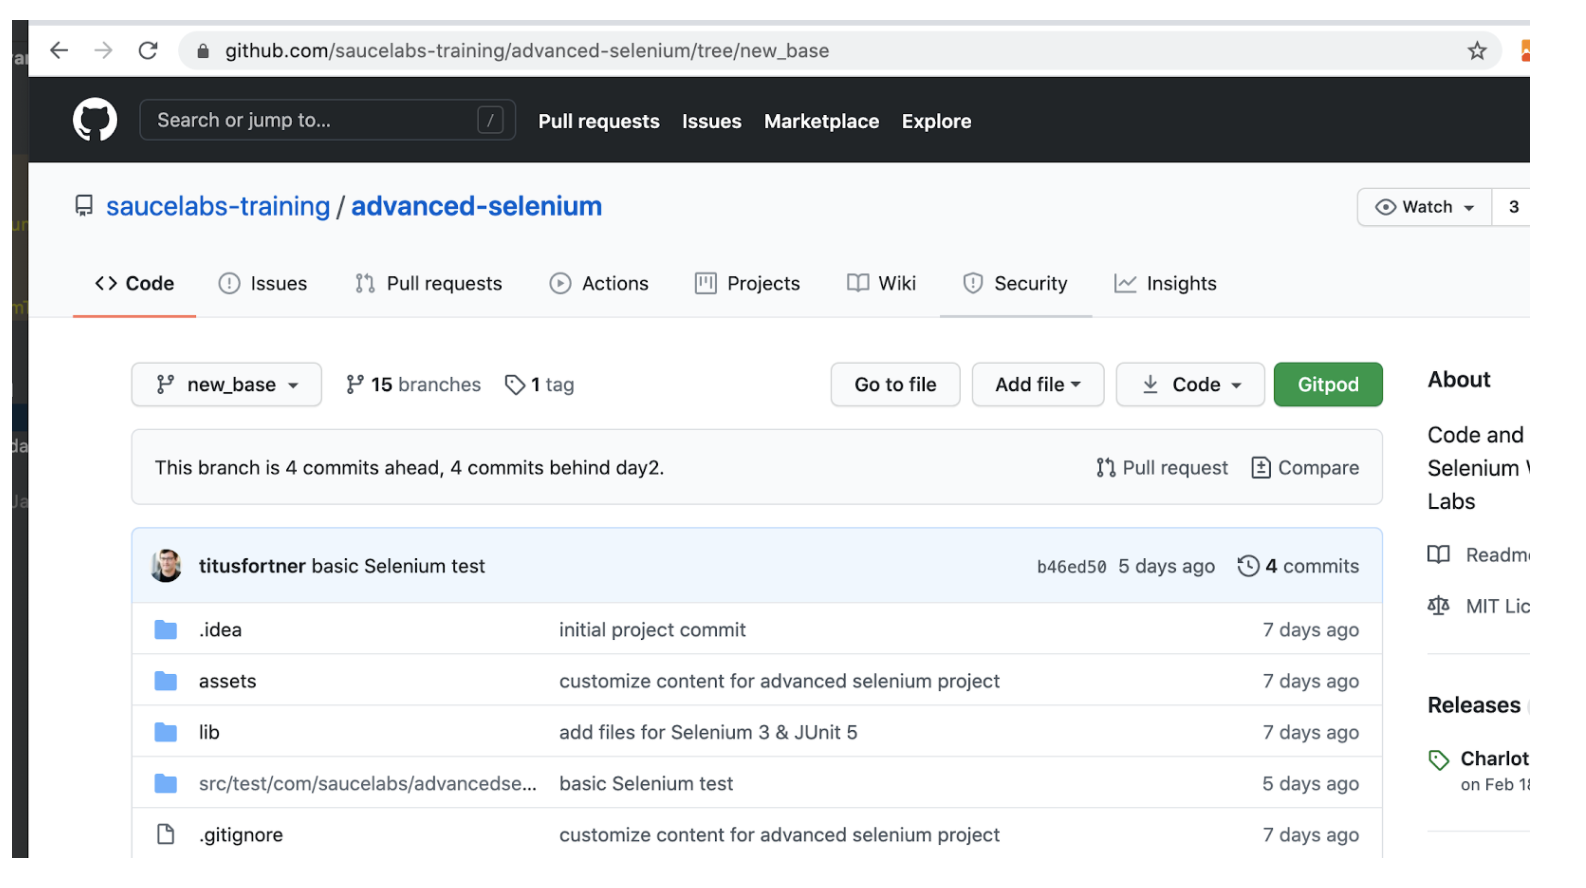 github.com/saucelabs-training/advanced-selenium/tree/new_base
Search or jump to... /
Pull requests Issues Marketplace Explore
saucelabs-training / advanced-selenium
Watch 3
<> Code Issues Pull requests Actions Projects Wiki Security Insights
new_base 15 branches 1 tag Go to file Add file Code Gitpod
This branch is 4 commits ahead, 4 commits behind day2. Pull request Compare
titusfortner basic Selenium test b46ed50 5 days ago 4 commits
.idea initial project commit 7 days ago
assets customize content for advanced selenium project 7 days ago
lib add files for Selenium 3 & JUnit 5 7 days ago
src/test/com/saucelabs/advancedse... basic Selenium test 5 days ago
.gitignore customize content for advanced selenium project 7 days ago
About
Code and
Selenium
Labs
Readm
MIT Lic
Releases
Charlot
on Feb 18